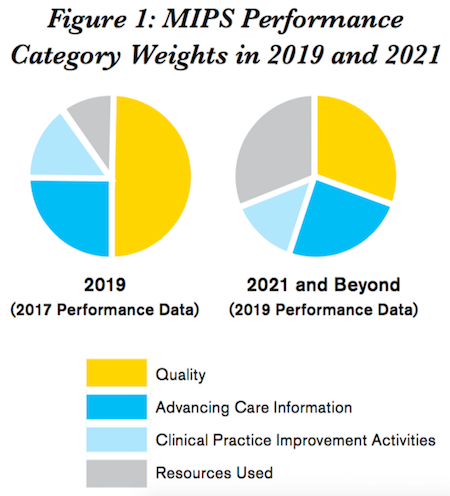 Figure 1: MIPS Performance
Category Weights in 2019 and 2021
2019
(2017 Performance Data)
2021 and Beyond
(2019 Performance Data)
Quality
Advancing Care Information
Clinical Practice Improvement Activities
Resources Used